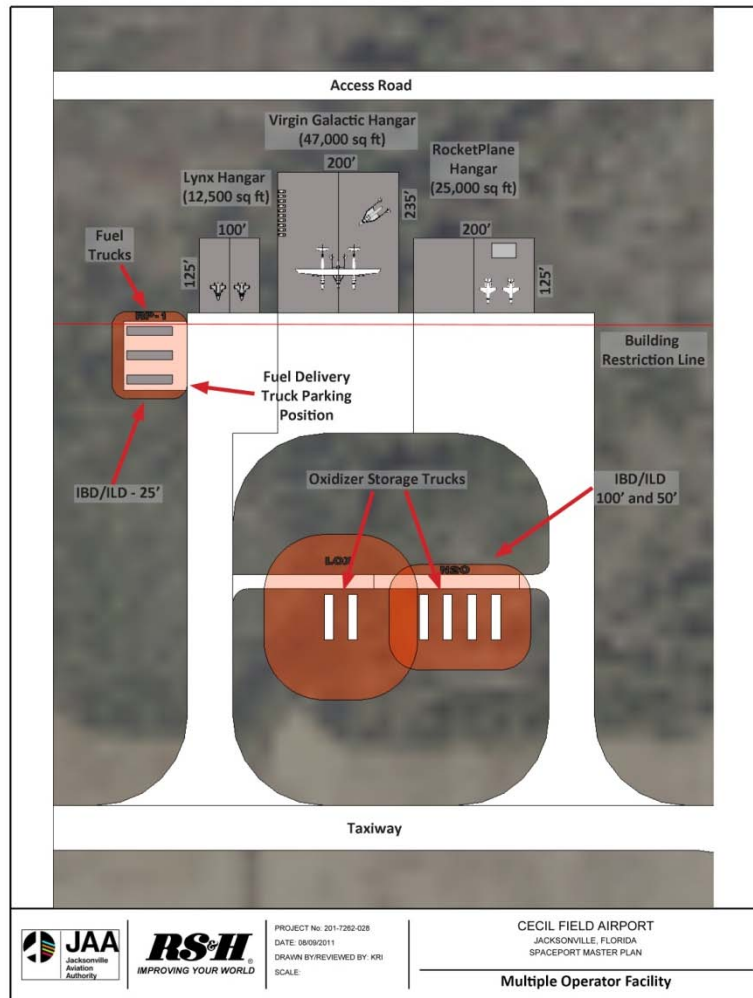 Access Road
Virgin Galactic Hangar
(47,000 sq ft)
200'
235'
Lynx Hangar
(12,500 sq ft)
100'
125'
RocketPlane
Hangar
(25,000 sq ft)
200'
125'
Fuel
Trucks
RP-1
Building
Restriction Line
Fuel Delivery
Truck Parking
Position
IBD/ILD - 25'
Oxidizer Storage Trucks
IBD/ILD
100' and 50'
LOX
N2O
Taxiway
JAA
Jacksonville
Aviation
Authority
RS&H®
IMPROVING YOUR WORLD
PROJECT No: 201-7262-028
DATE: 08/09/2011
DRAWN BY/REVIEWED BY: KRI
SCALE:
CECIL FIELD AIRPORT
JACKSONVILLE, FLORIDA
SPACEPORT MASTER PLAN
Multiple Operator Facility